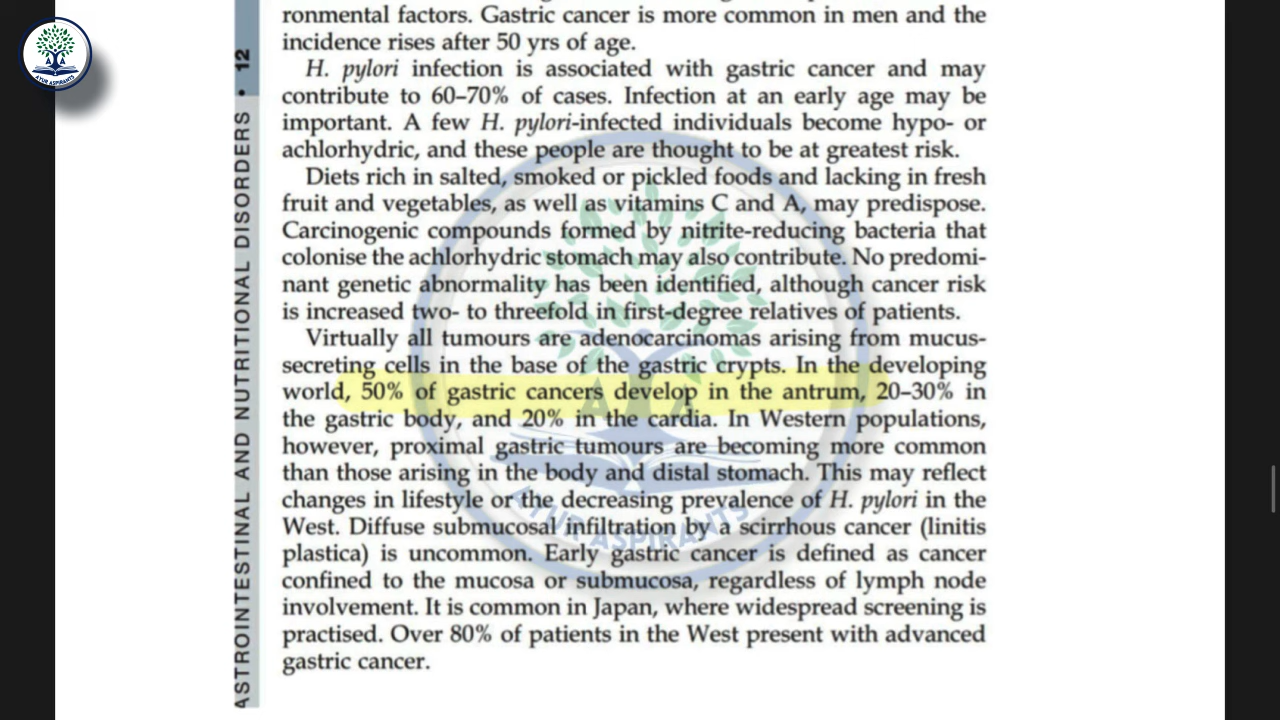 ronmental factors. Gastric cancer is more common in men and the
incidence rises after 50 yrs of age.
H. pylori infection is associated with gastric cancer and may
contribute to 60–70% of cases. Infection at an early age may be
important. A few H. pylori-infected individuals become hypo- or
achlorhydric, and these people are thought to be at greatest risk.
Diets rich in salted, smoked or pickled foods and lacking in fresh
fruit and vegetables, as well as vitamins C and A, may predispose.
Carcinogenic compounds formed by nitrite-reducing bacteria that
colonise the achlorhydric stomach may also contribute. No predomi-
nant genetic abnormality has been identified, although cancer risk
is increased two- to threefold in first-degree relatives of patients.
Virtually all tumours are adenocarcinomas arising from mucus-
secreting cells in the base of the gastric crypts. In the developing
world, 50% of gastric cancers develop in the antrum, 20–30% in
the gastric body, and 20% in the cardia. In Western populations,
however, proximal gastric tumours are becoming more common
than those arising in the body and distal stomach. This may reflect
changes in lifestyle or the decreasing prevalence of H. pylori in the
West. Diffuse submucosal infiltration by a scirrhous cancer (linitis
plastica) is uncommon. Early gastric cancer is defined as cancer
confined to the mucosa or submucosa, regardless of lymph node
involvement. It is common in Japan, where widespread screening is
practised. Over 80% of patients in the West present with advanced
gastric cancer.
ASTROINTESTINAL AND NUTRITIONAL DISORDERS • 12
AYUR ASPIRANTS
AYUR ASPIRANTS